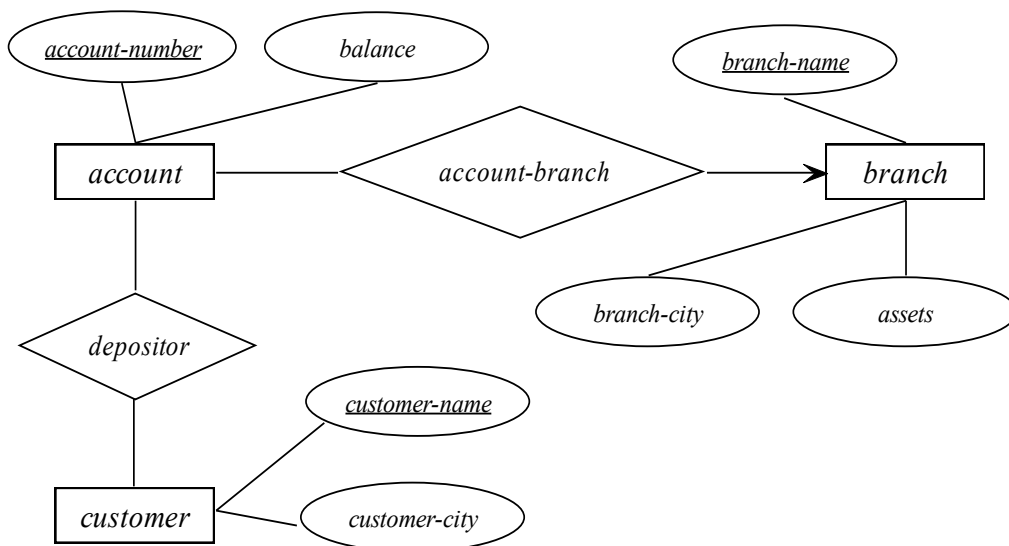 account-number
balance
branch-name
account
account-branch
branch
branch-city
assets
depositor
customer-name
customer
customer-city